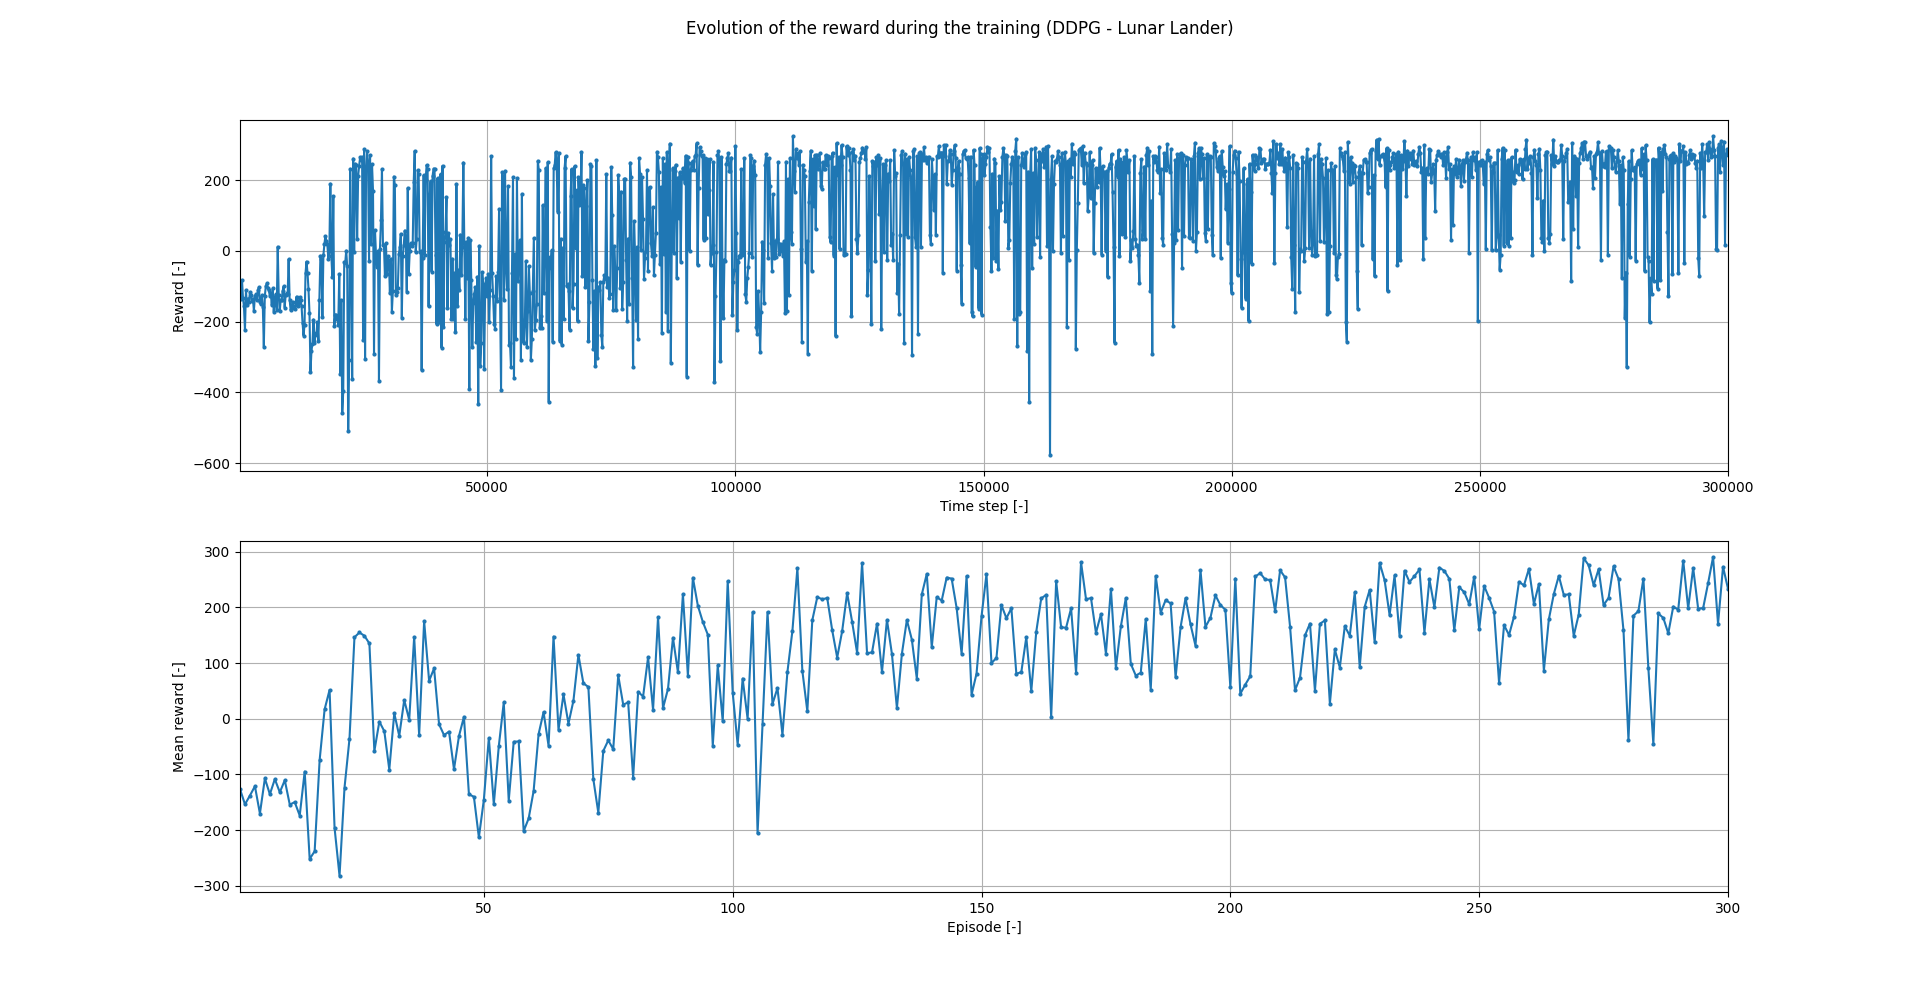 Evolution of the reward during the training (DDPG - Lunar Lander)
Reward [-]
200
0
−200
−400
−600
50000 100000 150000 200000 250000 300000
Time step [-]
Mean reward [-]
300
200
100
0
−100
−200
−300
50 100 150 200 250 300
Episode [-]